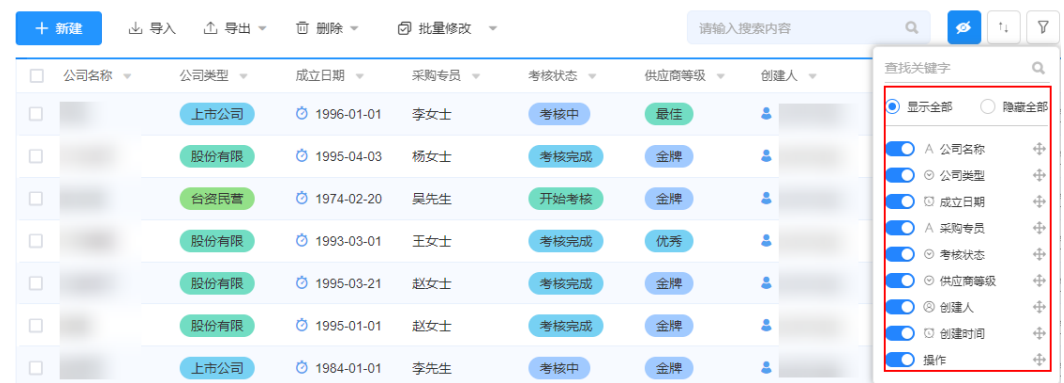 + 新建 导入 导出 删除 批量修改 请输入搜索内容
公司名称 公司类型 成立日期 采购专员 考核状态 供应商等级 创建人
上市公司 1996-01-01 李女士 考核中 最佳
股份有限 1995-04-03 杨女士 考核完成 金牌
台资民营 1974-02-20 吴先生 开始考核 金牌
股份有限 1993-03-01 王女士 考核完成 优秀
股份有限 1995-03-21 赵女士 考核完成 金牌
股份有限 1995-01-01 赵女士 考核完成 金牌
上市公司 1984-01-01 李先生 考核中 金牌
查找关键字
显示全部 隐藏全部
A 公司名称
公司类型
成立日期
A 采购专员
考核状态
供应商等级
创建人
创建时间
操作